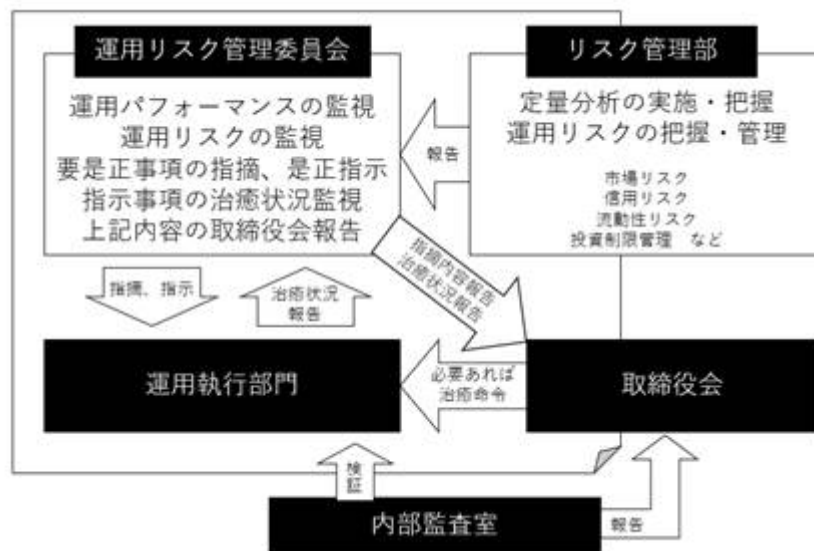 運用リスク管理委員会
運用パフォーマンスの監視
運用リスクの監視
要是正事項の指摘、是正指示
指示事項の治癒状況監視
上記内容の取締役会報告
リスク管理部
定量分析の実施・把握
運用リスクの把握・管理
市場リスク
信用リスク
流動性リスク
投資制限管理 など
報告
指摘、指示
治癒状況
報告
指摘内容報告
治癒状況報告
運用執行部門
必要あれば
治癒命令
取締役会
検証
内部監査室
報告